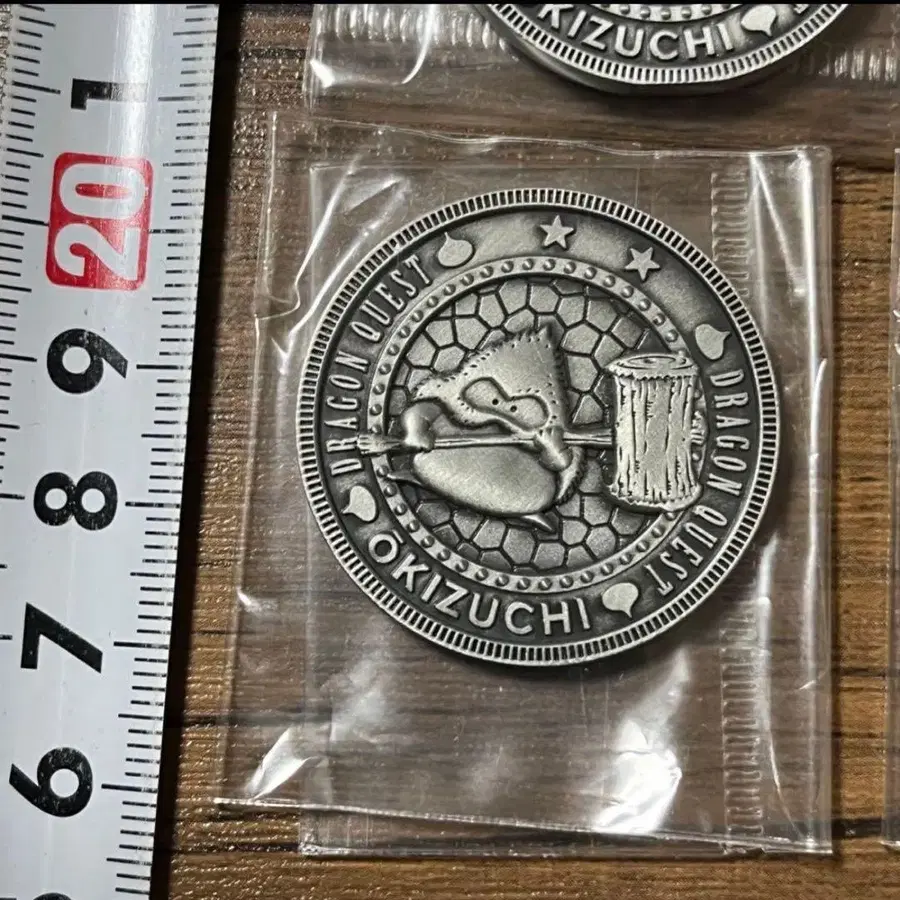 KIZUCHI
1
20
9
8
7
6
DRAGON QUEST
DRAGON QUEST
ŌKIZUCHI